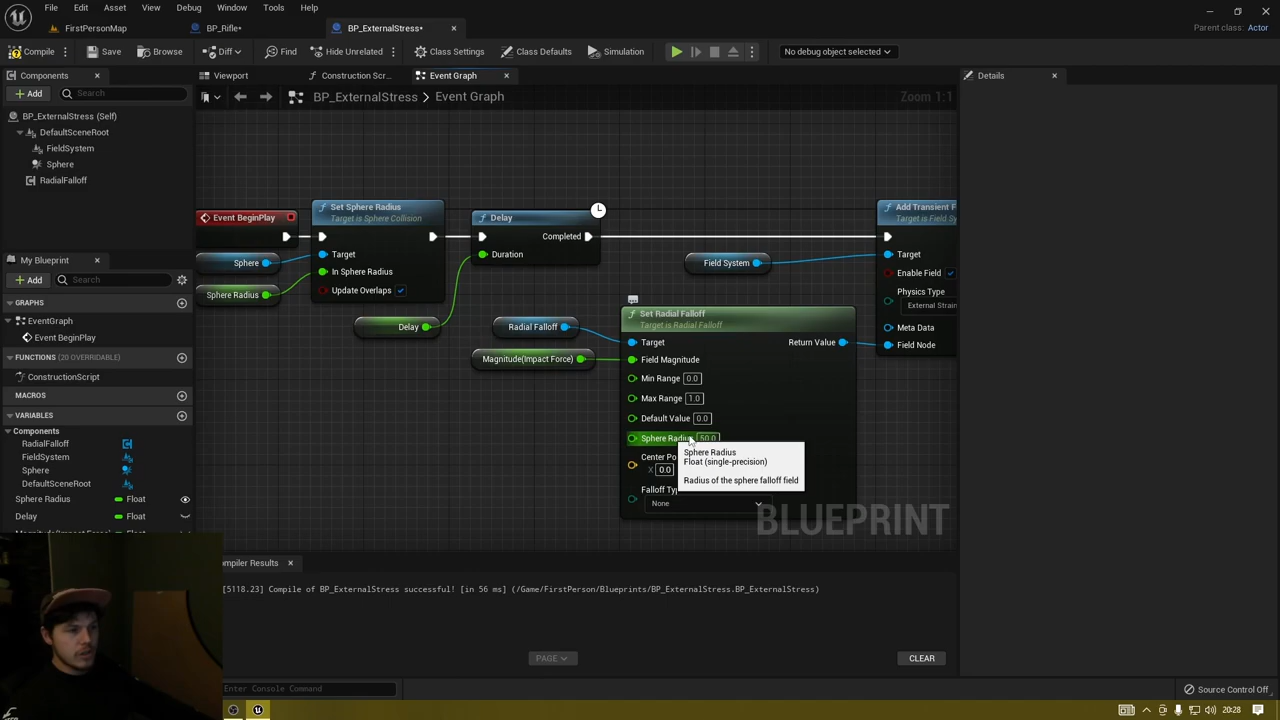 File
Edit
Asset
View
Debug
Window
Tools
Help
FirstPersonMap
BP_Rifle*
BP_ExternalStress*
Parent class: Actor
Compile
Save
Browse
Diff
Find
Hide Unrelated
Class Settings
Class Defaults
Simulation
No debug object selected
Components
Viewport
Construction Scr...
Event Graph
Details
Add
Search
BP_ExternalStress > Event Graph
Zoom 1:1
BP_ExternalStress (Self)
DefaultSceneRoot
FieldSystem
Sphere
RadialFalloff
Event BeginPlay
Set Sphere Radius
Target is Sphere Collision
Delay
Completed
Add Transient F
Target is Field Sy
Target
Duration
Field System
Target
Sphere
In Sphere Radius
Enable Field
Sphere Radius
Update Overlaps
Physics Type
External Strain
My Blueprint
Add
Search
GRAPHS
EventGraph
Event BeginPlay
FUNCTIONS (20 OVERRIDABLE)
ConstructionScript
MACROS
VARIABLES
Components
RadialFalloff
FieldSystem
Sphere
DefaultSceneRoot
Sphere Radius
Float
Delay
Float
Magnitude(Impact Force)
Float
Delay
Radial Falloff
Set Radial Falloff
Target is Radial Falloff
Target
Return Value
Meta Data
Field Node
Magnitude(Impact Force)
Field Magnitude
Min Range 0.0
Max Range 1.0
Default Value 0.0
Sphere Radius 50.0
Center Po
X 0.0
Falloff Ty
None
Sphere Radius
Float (single-precision)
Radius of the sphere falloff field
BLUEPRINT
mpiler Results
[5118.23] Compile of BP_ExternalStress successful! [in 56 ms] (/Game/FirstPerson/Blueprints/BP_ExternalStress.BP_ExternalStress)
PAGE
CLEAR
Enter Console Command
Source Control Off
20:28